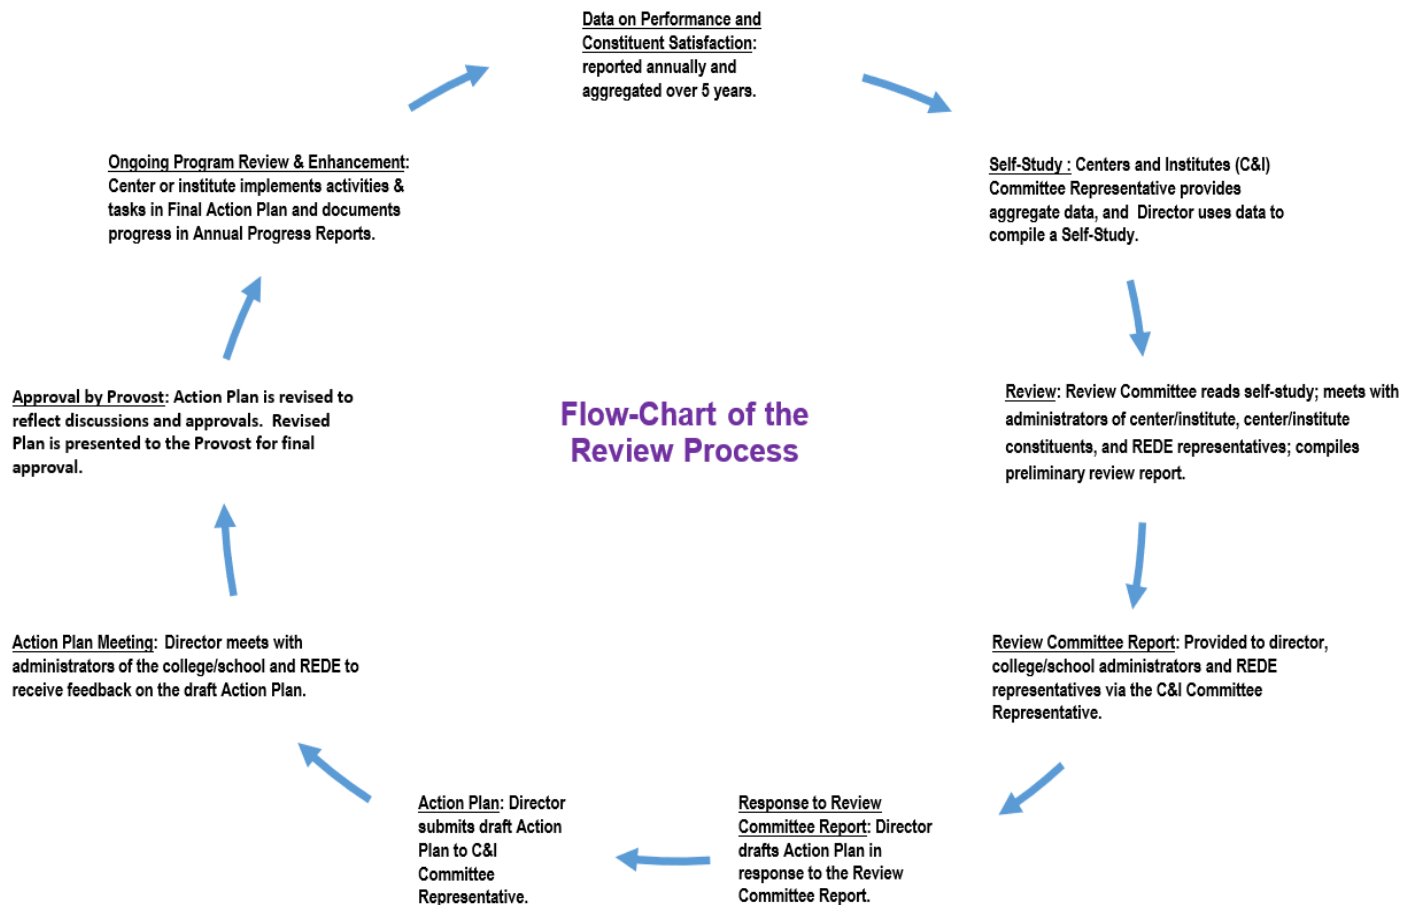 Data on Performance and
Constituent Satisfaction:
reported annually and
aggregated over 5 years.
Self-Study : Centers and Institutes (C&I)
Committee Representative provides
aggregate data, and  Director uses data to
compile a Self-Study.
Review: Review Committee reads self-study; meets with
administrators of center/institute, center/institute
constituents, and REDE representatives; compiles
preliminary review report.
Review Committee Report: Provided to director,
college/school administrators and REDE
representatives via the C&I Committee
Representative.
Response to Review
Committee Report: Director
drafts Action Plan in
response to the Review
Committee Report.
Action Plan: Director
submits draft Action
Plan to C&I
Committee
Representative.
Action Plan Meeting:  Director meets with
administrators of the college/school and REDE to
receive feedback on the draft Action Plan.
Approval by Provost: Action Plan is revised to
reflect discussions and approvals.  Revised
Plan is presented to the Provost for final
approval.
Ongoing Program Review & Enhancement:
Center or institute implements activities &
tasks in Final Action Plan and documents
progress in Annual Progress Reports.
Flow-Chart of the
Review Process